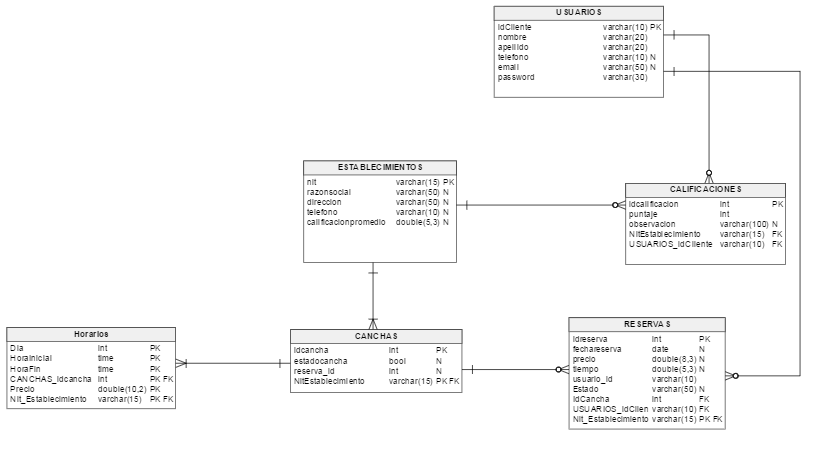 USUARIOS
idCliente varchar(10) PK
nombre varchar(20)
apellido varchar(20)
telefono varchar(10) N
email varchar(50) N
password varchar(30)
ESTABLECIMIENTOS
nit varchar(15) PK
razonsocial varchar(50) N
direccion varchar(50) N
telefono varchar(10) N
calificacionpromedio double(5,3) N
CALIFICACIONES
idcalificacion int PK
puntaje int
observacion varchar(100) N
NitEstablecimiento varchar(15) FK
USUARIOS_idCliente varchar(10) FK
Horarios
Dia int PK
HoraInicial time PK
HoraFin time PK
CANCHAS_idcancha int PK FK
Precio double(10,2) PK
Nit_Establecimiento varchar(15) PK FK
CANCHAS
idcancha int PK
estadocancha bool N
reserva_id int N
NitEstablecimiento varchar(15) PK FK
RESERVAS
idreserva int PK
fechareserva date N
precio double(8,3) N
tiempo double(5,3) N
usuario_id varchar(10)
Estado varchar(50) N
idCancha int FK
USUARIOS_idClien varchar(10) FK
Nit_Establecimiento varchar(15) PK FK